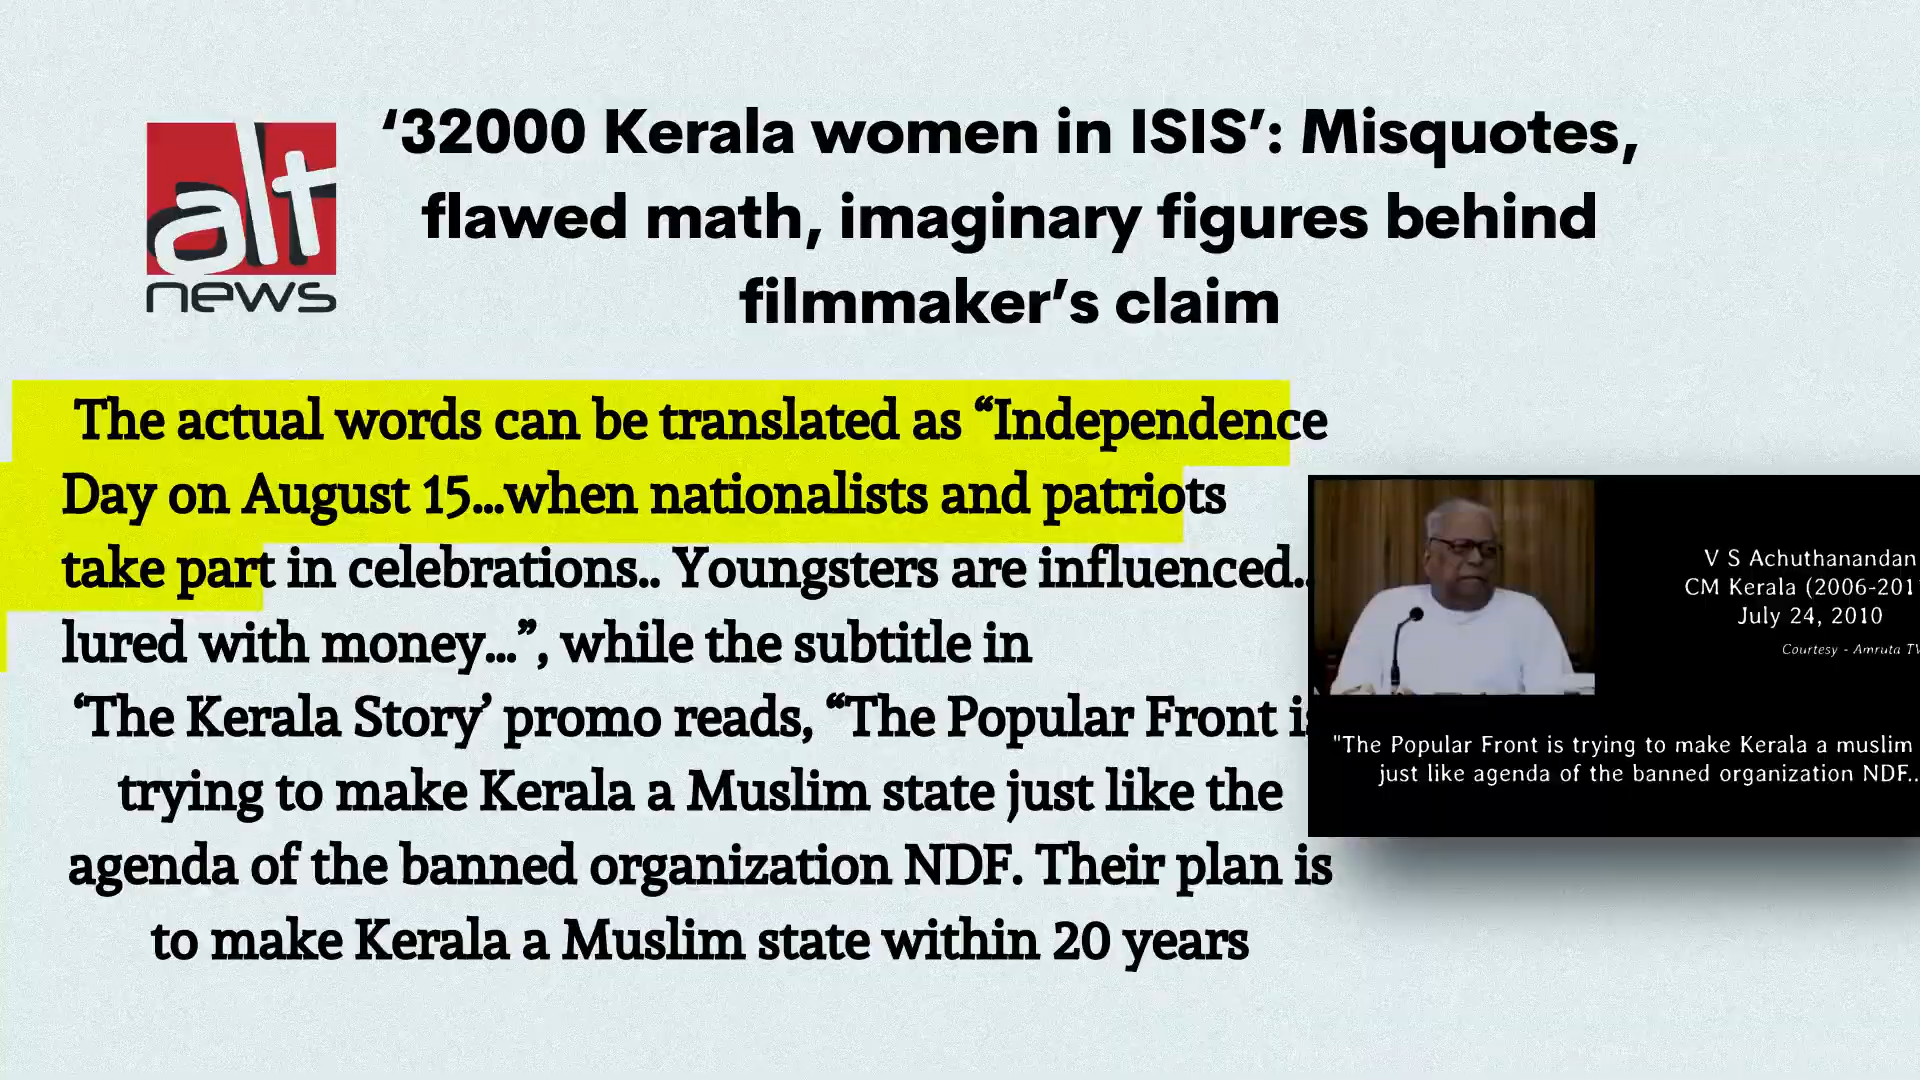 alt
news
‘32000 Kerala women in ISIS’: Misquotes,
flawed math, imaginary figures behind
filmmaker’s claim
The actual words can be translated as “Independence
Day on August 15...when nationalists and patriots
take part in celebrations.. Youngsters are influenced..
lured with money...”, while the subtitle in
‘The Kerala Story’ promo reads, “The Popular Front is
trying to make Kerala a Muslim state just like the
agenda of the banned organization NDF. Their plan is
to make Kerala a Muslim state within 20 years
V S Achuthanandan
CM Kerala (2006-201
July 24, 2010
Courtesy - Amruta TV
"The Popular Front is trying to make Kerala a muslim
just like agenda of the banned organization NDF..